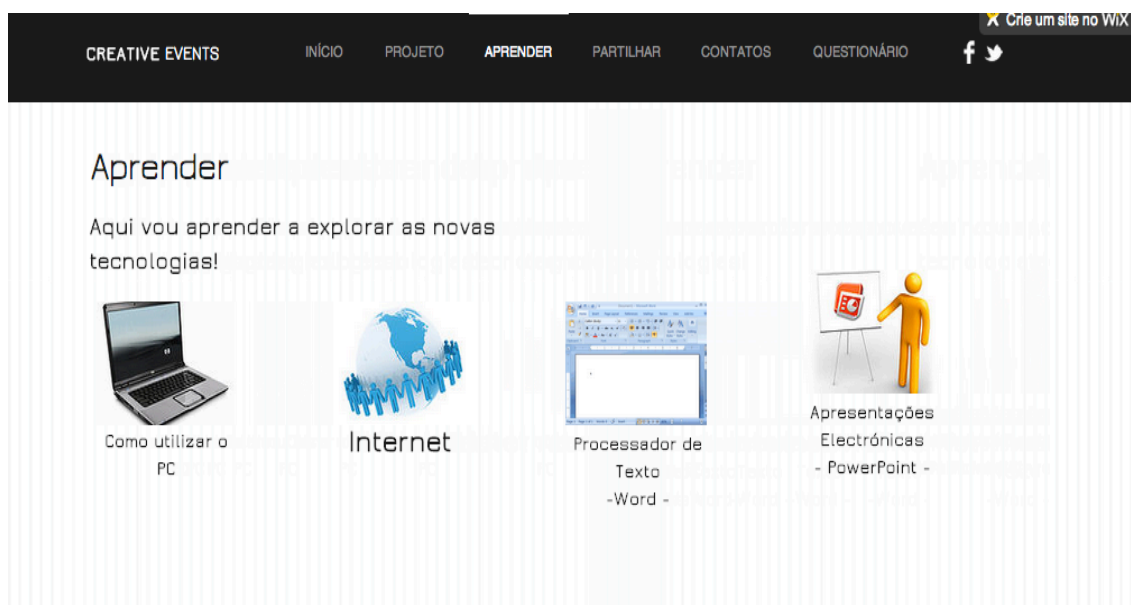 Crie um site no WiX
CREATIVE EVENTS
INÍCIO
PROJETO
APRENDER
PARTILHAR
CONTATOS
QUESTIONÁRIO
Aprender
Aqui vou aprender a explorar as novas
tecnologias!
Como utilizar o
PC
Internet
Processador de
Texto
-Word -
Apresentações
Electrónicas
- PowerPoint -